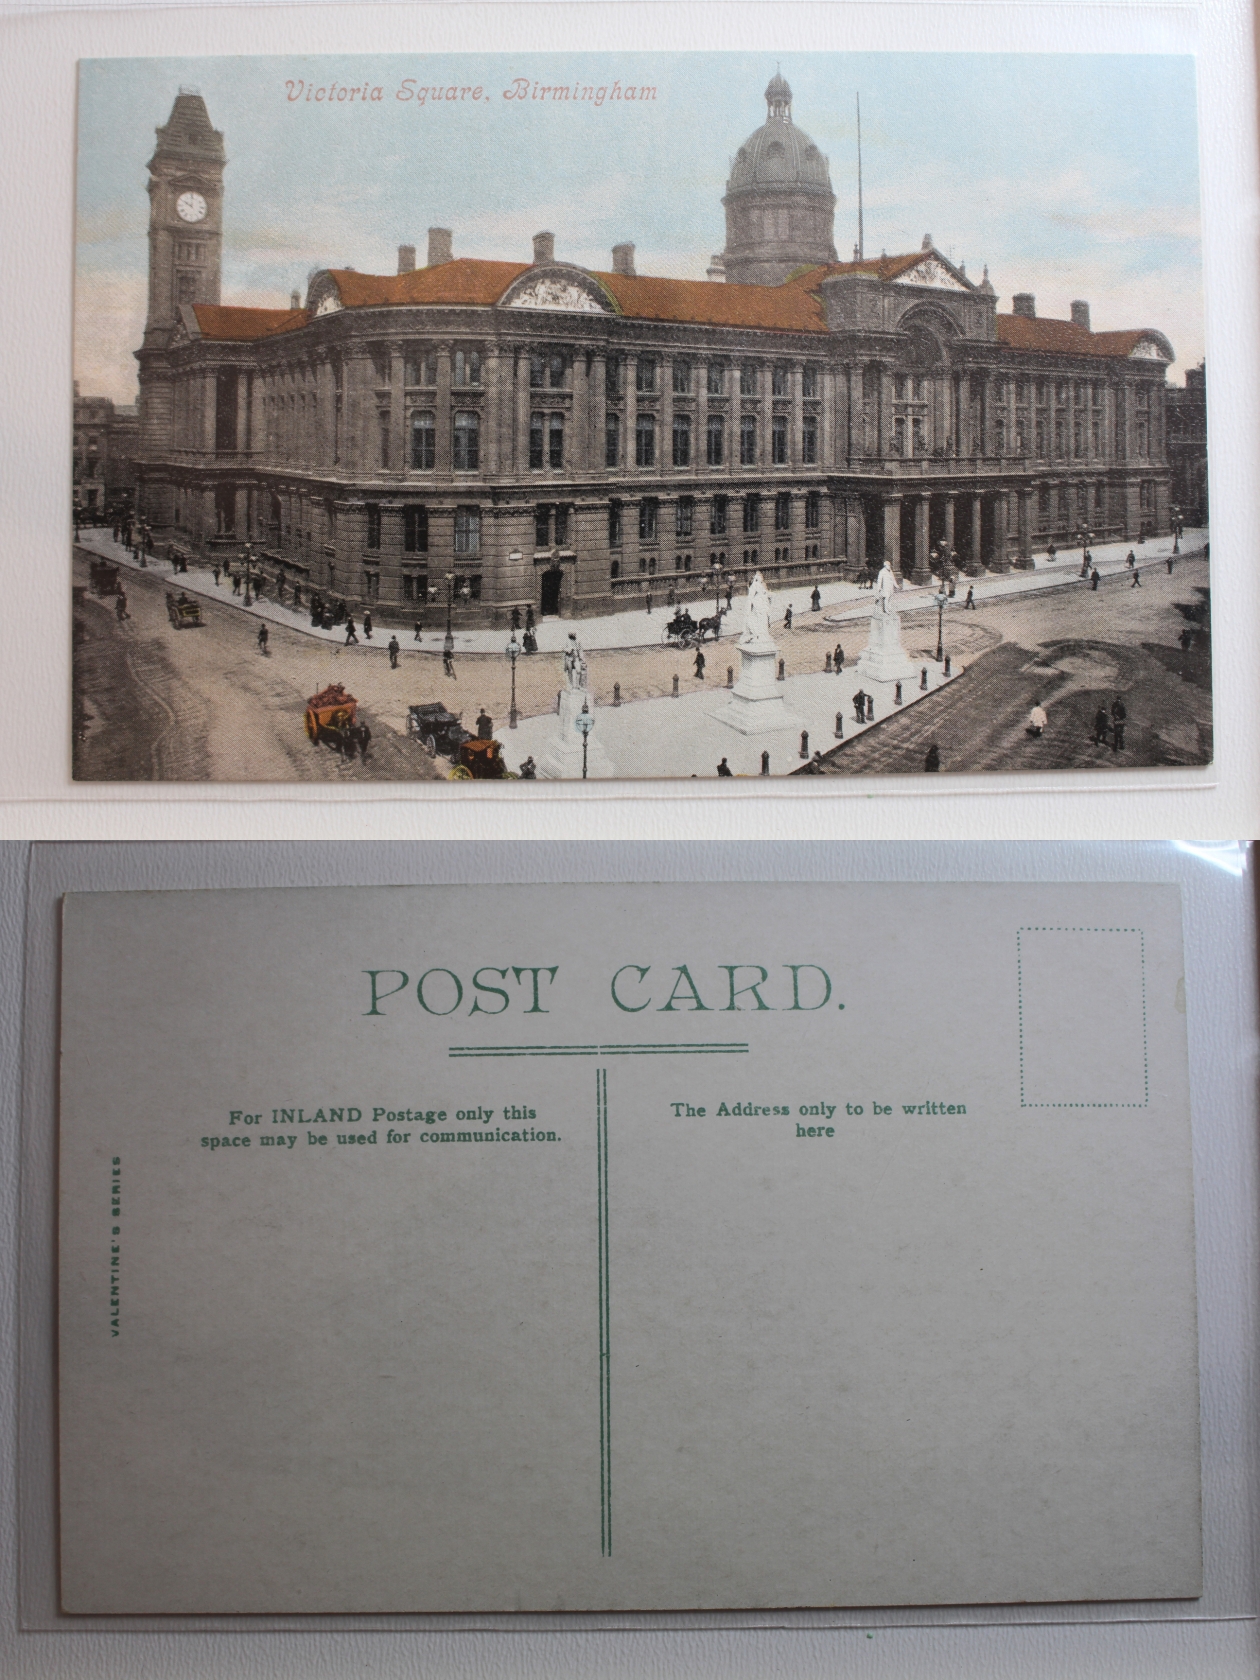 Victoria Square, Birmingham
POST CARD.
For INLAND Postage only this
space may be used for communication.
The Address only to be written
here
VALENTINE'S SERIES